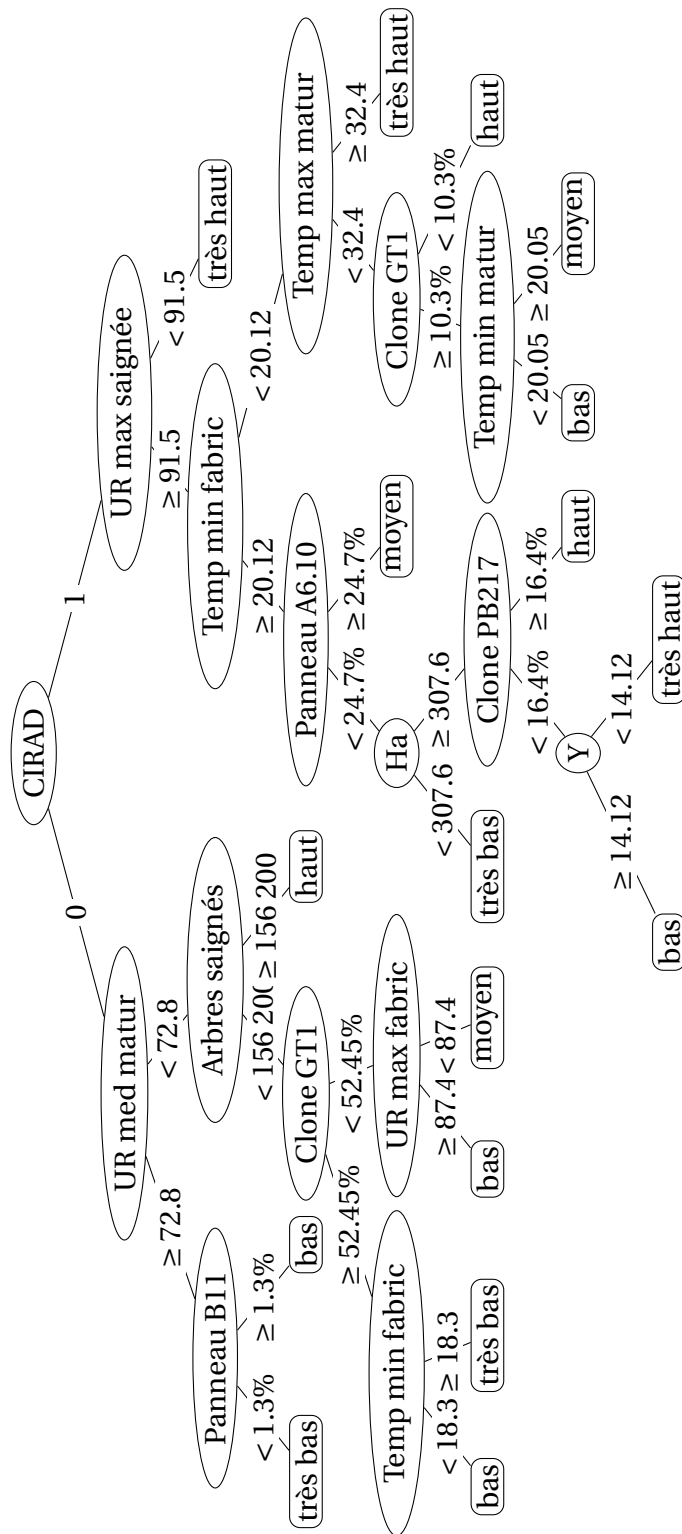 CIRAD
0
1
UR med matur
UR max saignée
≥ 72.8
< 72.8
≥ 91.5
< 91.5
Panneau B11
Arbres saignés
Temp min fabric
très haut
< 1.3%
≥ 1.3%
< 156 200
≥ 156 200
≥ 20.12
< 20.12
très bas
bas
Clone GT1
haut
Panneau A6.10
Temp max matur
≥ 52.45%
< 52.45%
< 24.7%
≥ 24.7%
< 32.4
≥ 32.4
Temp min fabric
UR max fabric
Ha
moyen
Clone GT1
très haut
< 18.3
≥ 18.3
≥ 87.4
< 87.4
< 307.6
≥ 307.6
≥ 10.3%
< 10.3%
bas
très bas
bas
moyen
très bas
Clone PB217
Temp min matur
haut
< 16.4%
≥ 16.4%
< 20.05
≥ 20.05
Y
haut
bas
moyen
≥ 14.12
< 14.12
bas
très haut